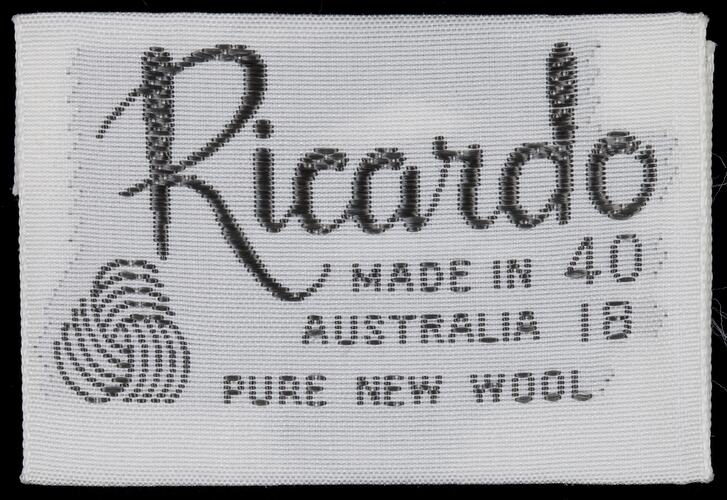 Ricardo
MADE IN 40
AUSTRALIA 18
PURE NEW WOOL